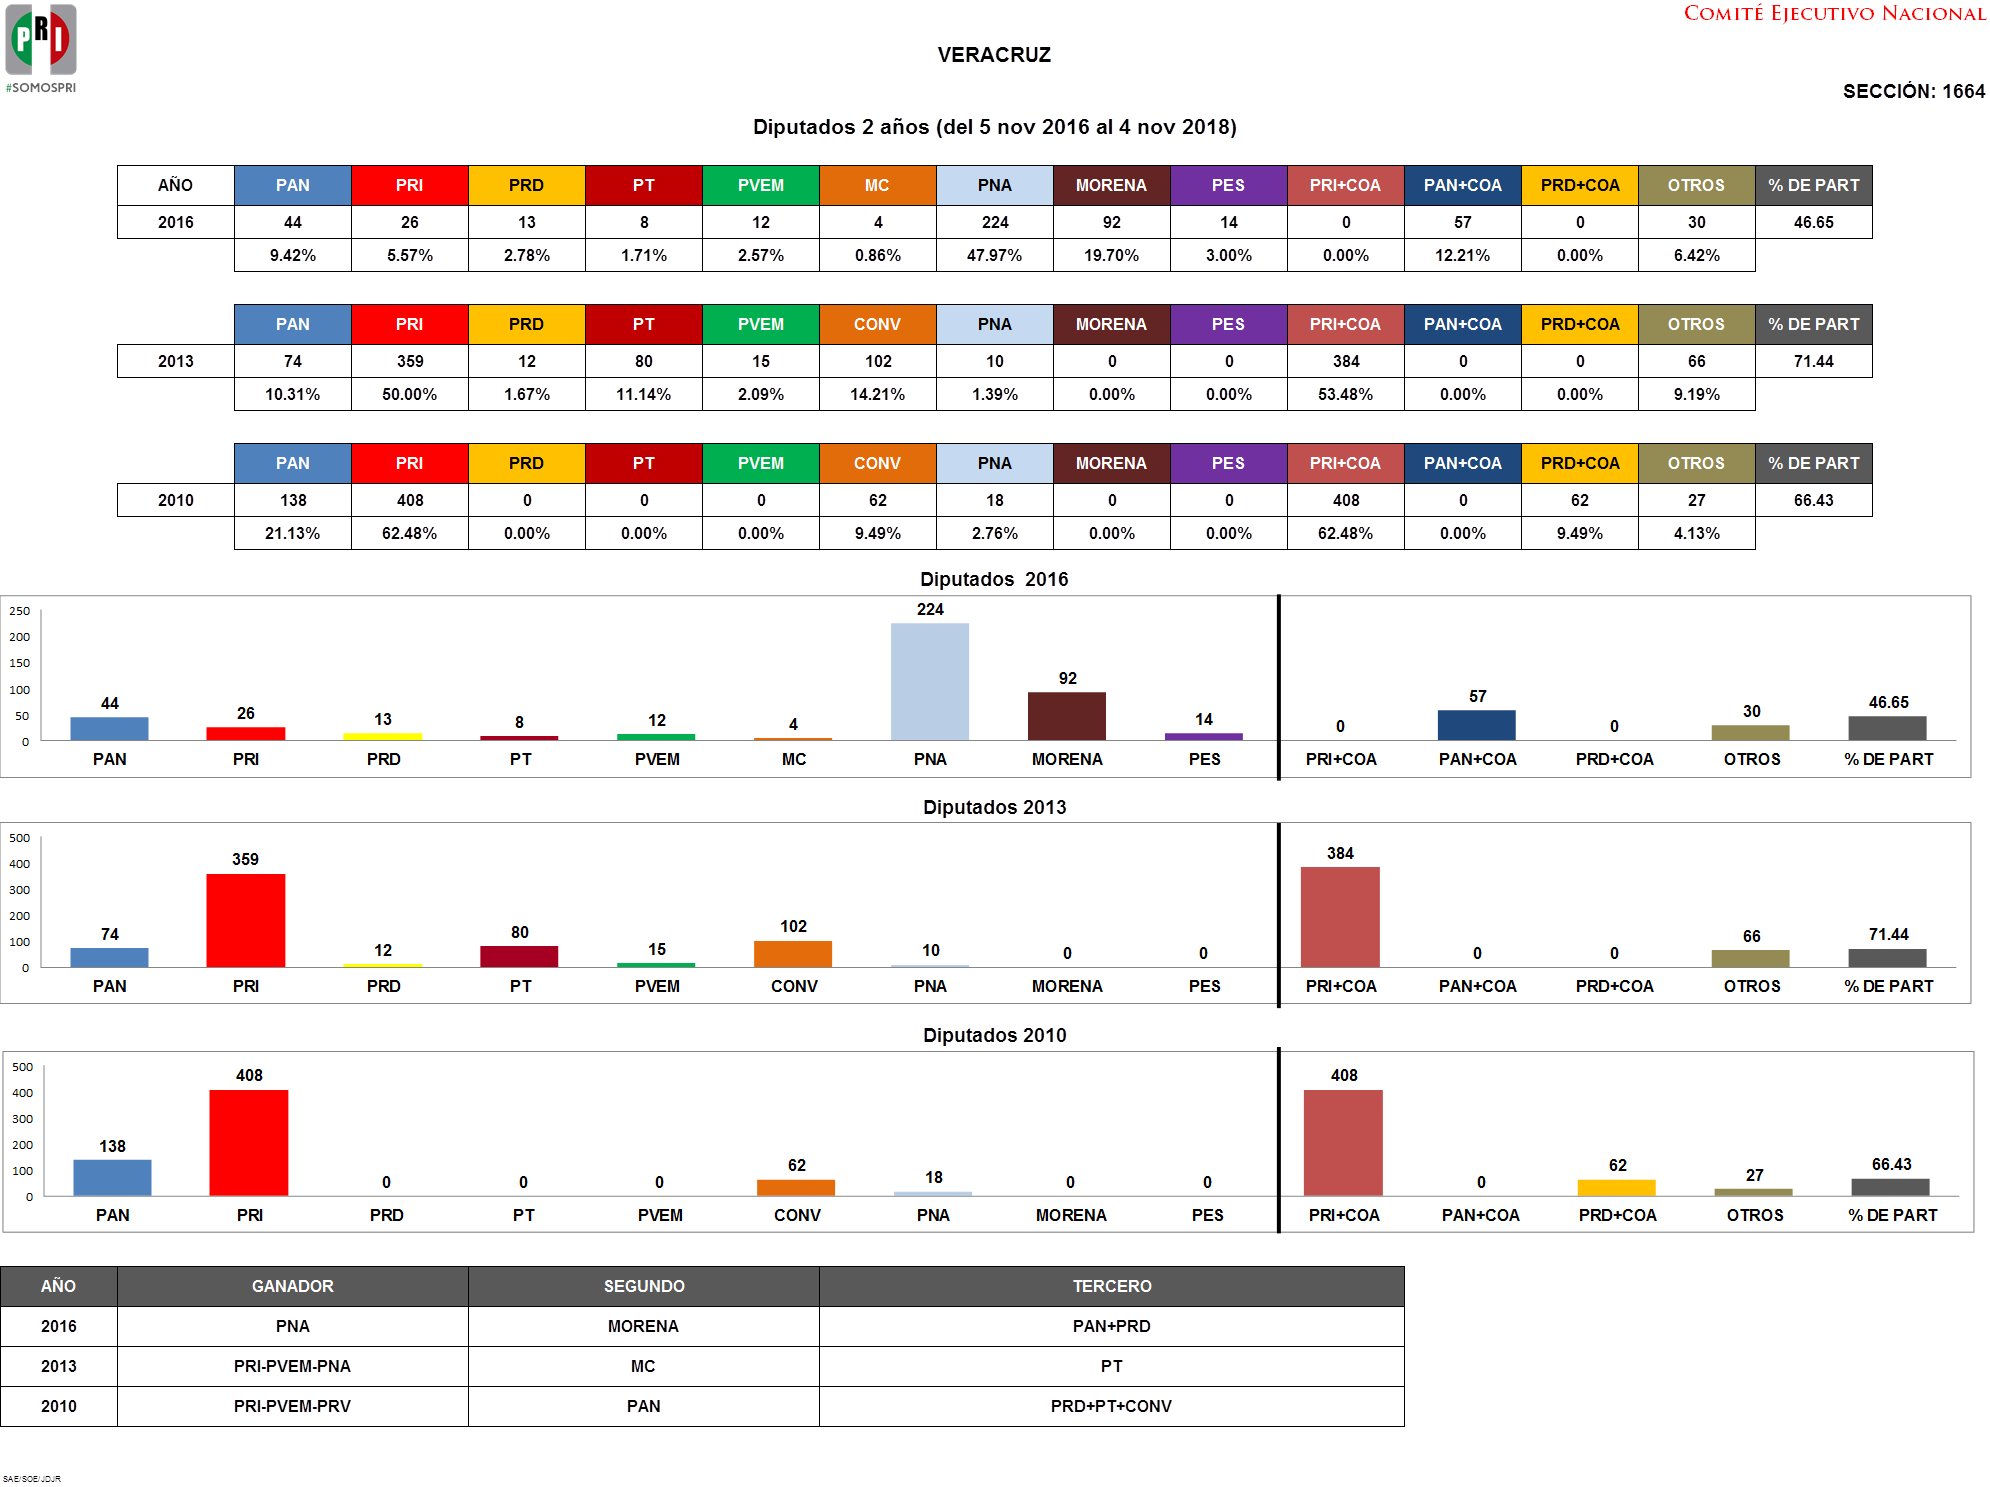 PRI
#SOMOSPRI
COMITÉ EJECUTIVO NACIONAL
VERACRUZ
SECCIÓN: 1664
Diputados 2 años (del 5 nov 2016 al 4 nov 2018)
AÑO PAN PRI PRD PT PVEM MC PNA MORENA PES PRI+COA PAN+COA PRD+COA OTROS % DE PART
2016 44 26 13 8 12 4 224 92 14 0 57 0 30 46.65
9.42% 5.57% 2.78% 1.71% 2.57% 0.86% 47.97% 19.70% 3.00% 0.00% 12.21% 0.00% 6.42%
PAN PRI PRD PT PVEM CONV PNA MORENA PES PRI+COA PAN+COA PRD+COA OTROS % DE PART
2013 74 359 12 80 15 102 10 0 0 384 0 0 66 71.44
10.31% 50.00% 1.67% 11.14% 2.09% 14.21% 1.39% 0.00% 0.00% 53.48% 0.00% 0.00% 9.19%
PAN PRI PRD PT PVEM CONV PNA MORENA PES PRI+COA PAN+COA PRD+COA OTROS % DE PART
2010 138 408 0 0 0 62 18 0 0 408 0 62 27 66.43
21.13% 62.48% 0.00% 0.00% 0.00% 9.49% 2.76% 0.00% 0.00% 62.48% 0.00% 9.49% 4.13%
Diputados 2016
250
200
150
100
50
0
44 26 13 8 12 4 224 92 14 0 57 0 30 46.65
PAN PRI PRD PT PVEM MC PNA MORENA PES PRI+COA PAN+COA PRD+COA OTROS % DE PART
Diputados 2013
500
400
300
200
100
0
74 359 12 80 15 102 10 0 0 384 0 0 66 71.44
PAN PRI PRD PT PVEM CONV PNA MORENA PES PRI+COA PAN+COA PRD+COA OTROS % DE PART
Diputados 2010
500
400
300
200
100
0
138 408 0 0 0 62 18 0 0 408 0 62 27 66.43
PAN PRI PRD PT PVEM CONV PNA MORENA PES PRI+COA PAN+COA PRD+COA OTROS % DE PART
AÑO GANADOR SEGUNDO TERCERO
2016 PNA MORENA PAN+PRD
2013 PRI-PVEM-PNA MC PT
2010 PRI-PVEM-PRV PAN PRD+PT+CONV
SAE/SOE/JDJR